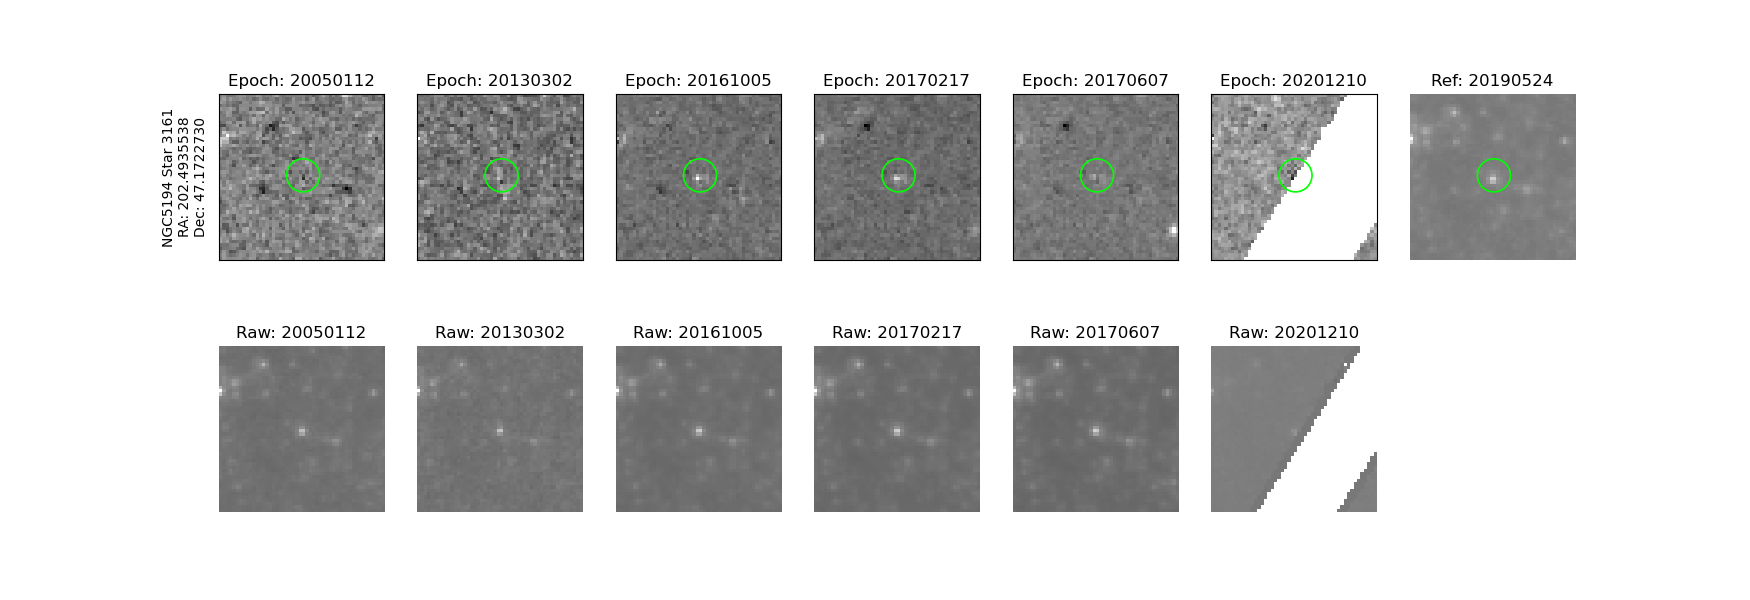 Epoch: 20050112
Epoch: 20130302
Epoch: 20161005
Epoch: 20170217
Epoch: 20170607
Epoch: 20201210
Ref: 20190524
NGC5194 Star 3161
RA: 202.4935538
Dec: 47.1722730
Raw: 20050112
Raw: 20130302
Raw: 20161005
Raw: 20170217
Raw: 20170607
Raw: 20201210